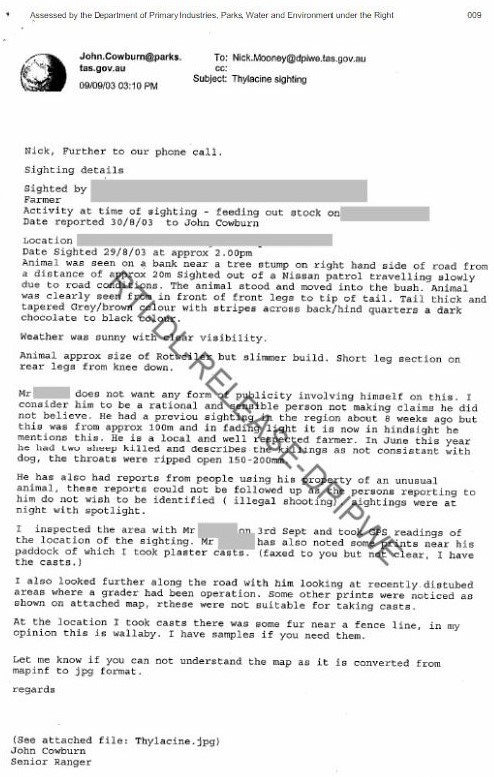 Assessed by the Department of Primary Industries, Parks, Water and Environment under the Right
009
John.Cowburn@parks.
tas.gov.au
09/09/03 03:10 PM
To: Nick.Mooney@dpiwe.tas.gov.au
cc:
Subject: Thylacine sighting
Nick, Further to our phone call.
Sighting details
Sighted by
Farmer
Activity at time of sighting - feeding out stock on
Date reported 30/8/03 to John Cowburn
Location
Date Sighted 29/8/03 at approx 2.00pm
Animal was seen on a bank near a tree stump on right hand side of road from
a distance of approx 20m Sighted out of a Nissan patrol travelling slowly
due to road conditions. The animal stood and moved into the bush. Animal
was clearly seen from in front of front legs to tip of tail. Tail thick and
tapered Grey/brown colour with stripes across back/hind quarters a dark
chocolate to black colour.
Weather was sunny with clear visibility.
Animal approx size of Rotweiler but slimmer build. Short leg section on
rear legs from knee down.
Mr does not want any form of publicity involving himself on this. I
consider him to be a rational and sensible person not making claims he did
not believe. He had a previou sighting in the region about 8 weeks ago but
this was from approx 100m and in fading light it is now in hindsight he
mentions this. He is a local and well respected farmer. In June this year
he had two sheep killed and describes the killings as not consistent with
dog, the throats were ripped open 150-200mm.
He has also had reports from people using his property of an unusual
animal, these reports could not be followed up as the persons reporting to
him do not wish to be identified ( illegal shooting) sightings were at
night with spotlight.
I inspected the area with Mr on 3rd Sept and took GPS readings of
the location of the sighting. Mr has also noted some prints near his
paddock of which I took plaster casts. (faxed to you but not clear, I have
the casts.)
I also looked further along the road with him looking at recently distubed
areas where a grader had been operation. Some other prints were noticed as
shown on attached map, rthese were not suitable for taking casts.
At the location I took casts there was some fur near a fence line, in my
opinion this is wallaby. I have samples if you need them.
Let me know if you can not understand the map as it is converted from
mapinf to jpg format.
regards
(See attached file: Thylacine.jpg)
John Cowburn
Senior Ranger
RTI-DL RELEASE-DPIPWE